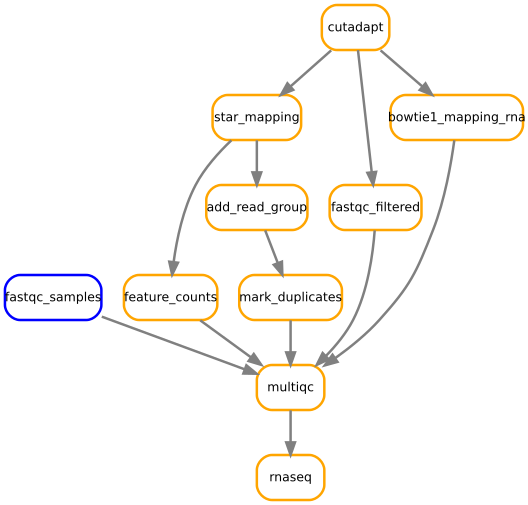 cutadapt
star_mapping
bowtie1_mapping_rna
add_read_group
fastqc_filtered
fastqc_samples
feature_counts
mark_duplicates
multiqc
rnaseq